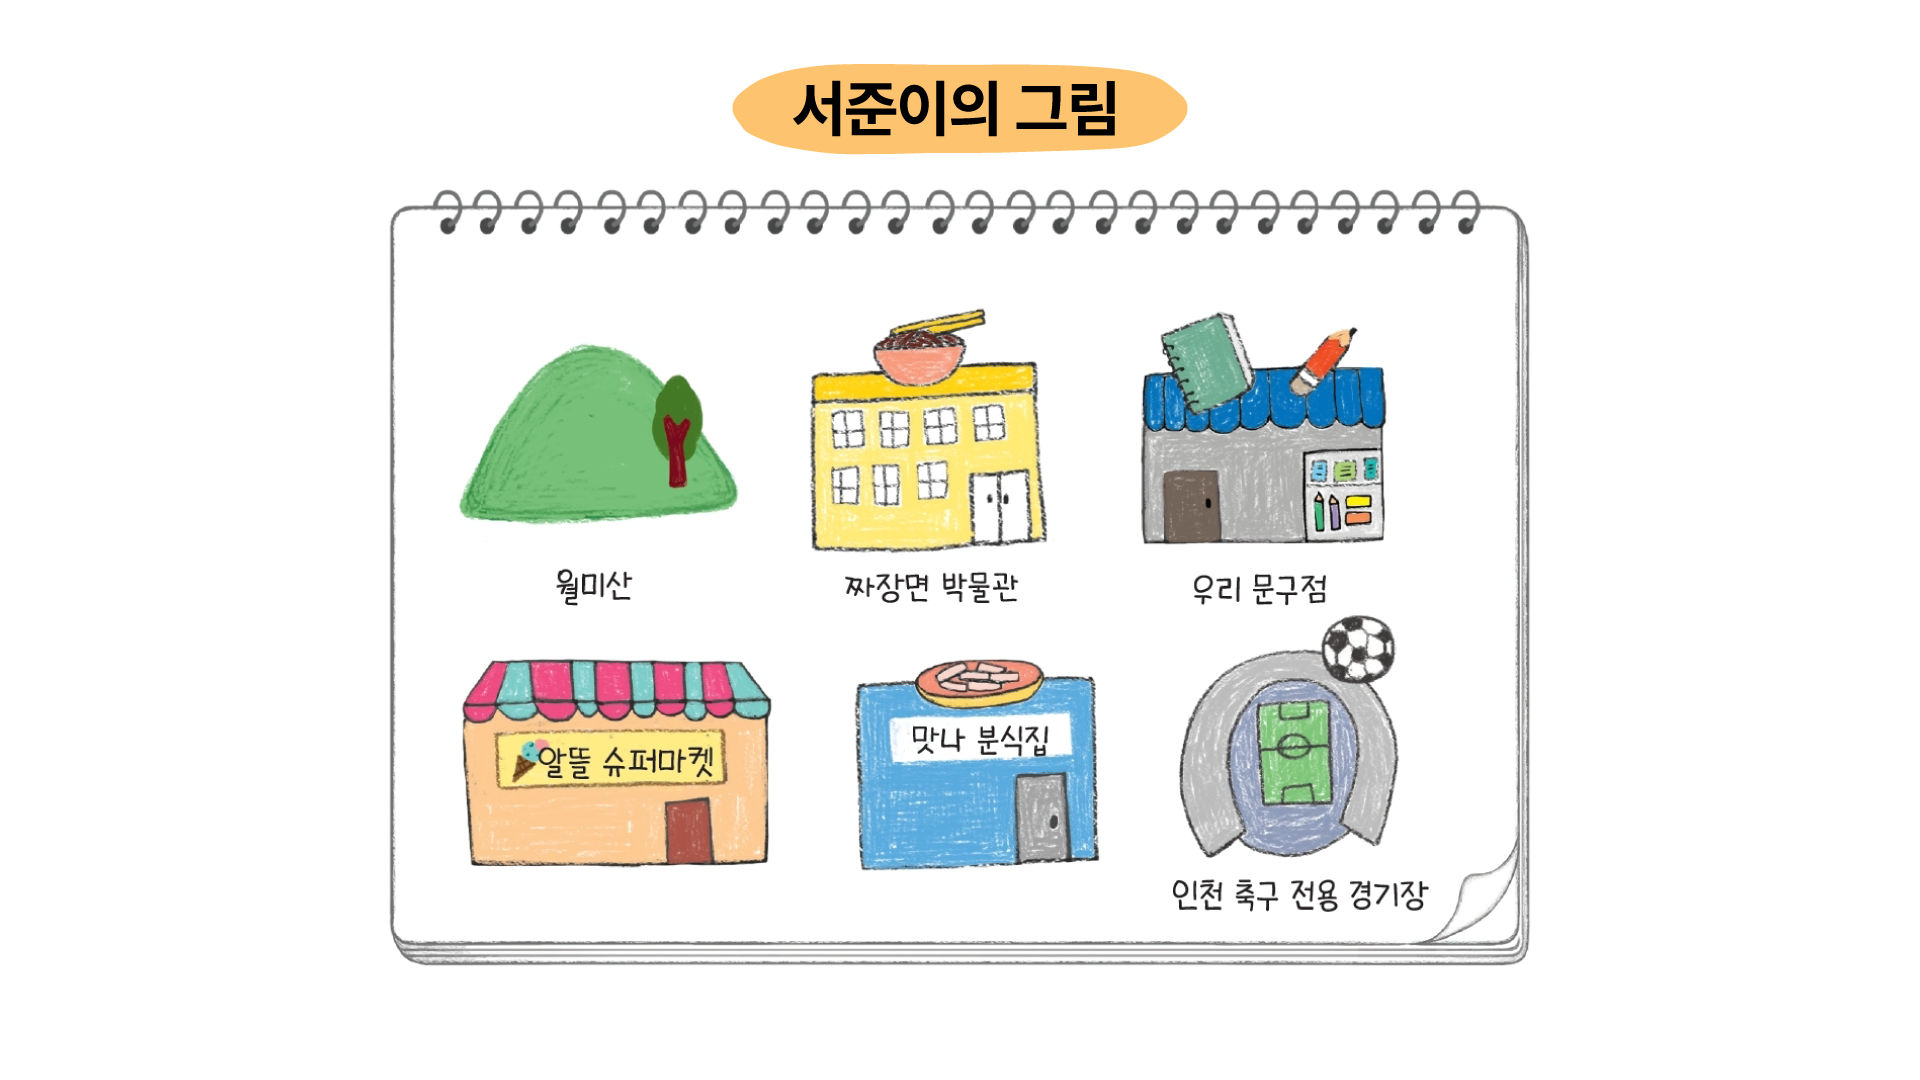 서준이의 그림
월미산
짜장면 박물관
우리 문구점
알뜰 슈퍼마켓
맛나 분식집
인천 축구 전용 경기장